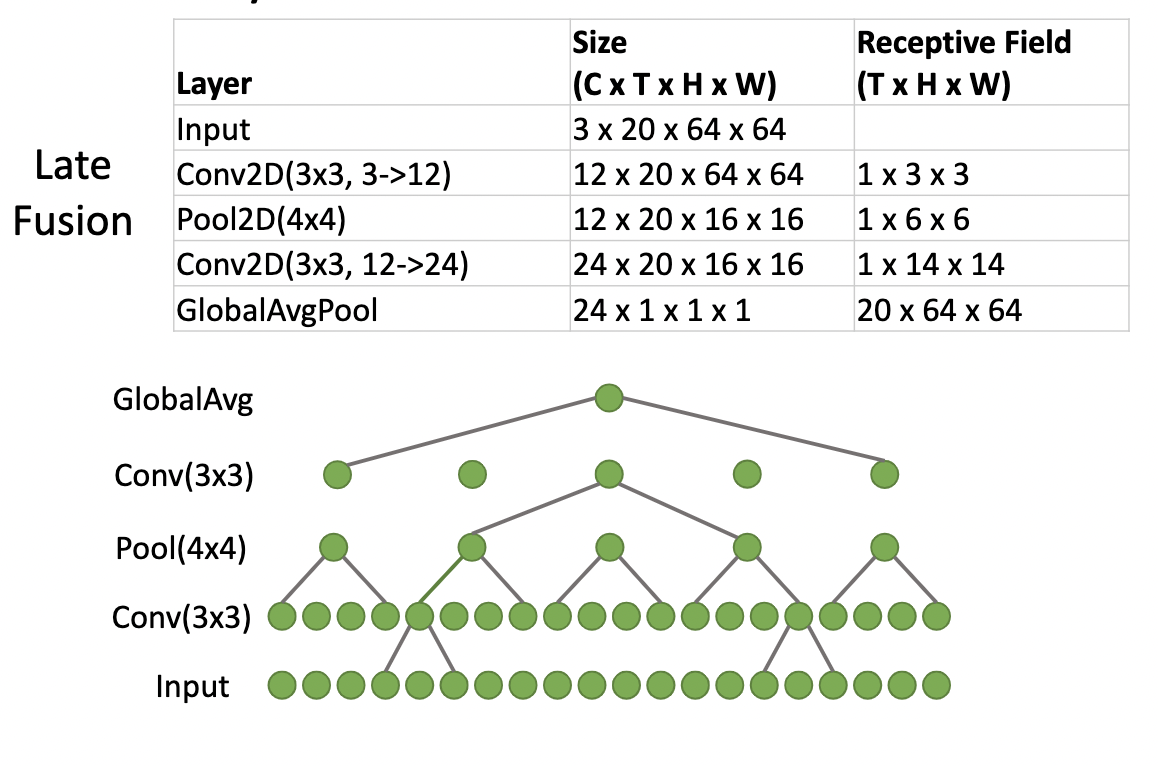 Late
Fusion
Layer
Size
(C x T x H x W)
Receptive Field
(T x H x W)
Input
3 x 20 x 64 x 64
Conv2D(3x3, 3->12)
12 x 20 x 64 x 64
1 x 3 x 3
Pool2D(4x4)
12 x 20 x 16 x 16
1 x 6 x 6
Conv2D(3x3, 12->24)
24 x 20 x 16 x 16
1 x 14 x 14
GlobalAvgPool
24 x 1 x 1 x 1
20 x 64 x 64
GlobalAvg
Conv(3x3)
Pool(4x4)
Conv(3x3)
Input